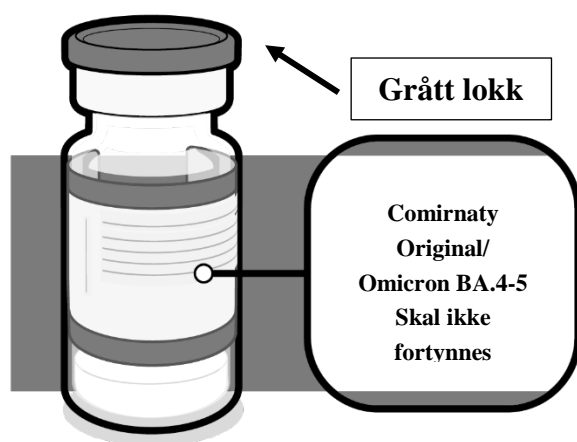 Grått lokk
Comirnaty
Original/
Omicron BA.4-5
Skal ikke
fortynnes